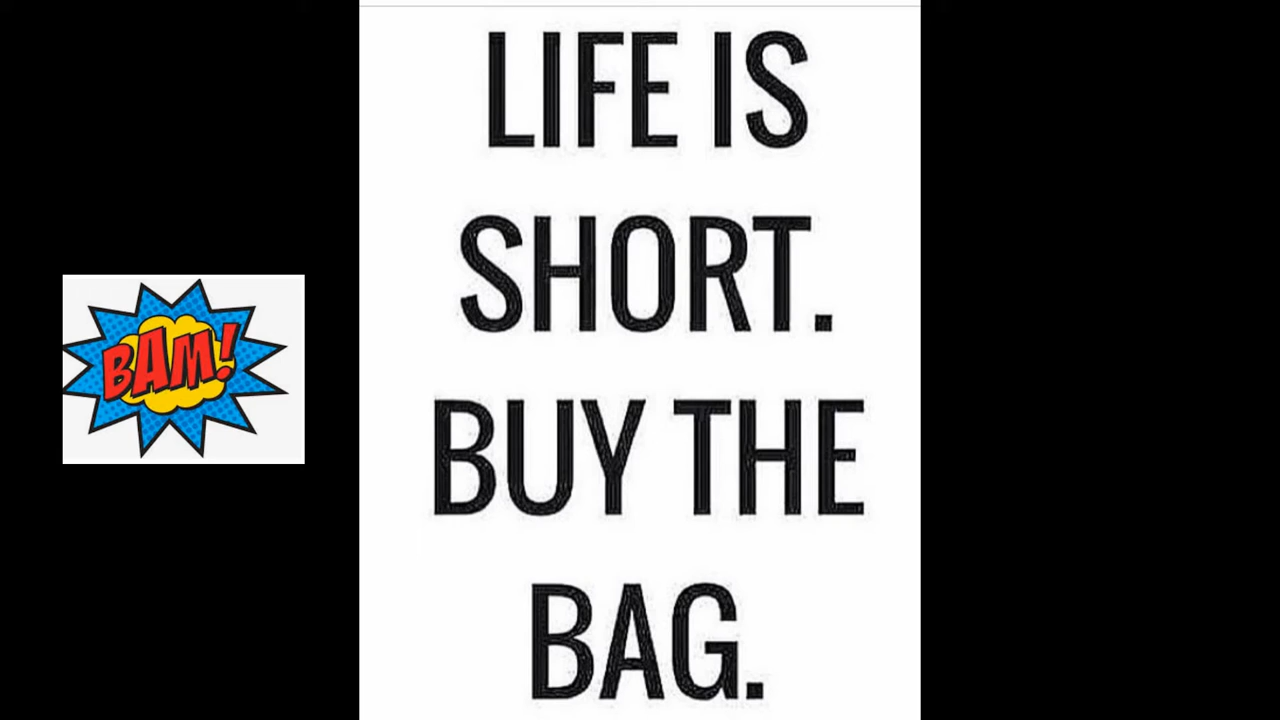 BAM!
LIFE IS
SHORT.
BUY THE
BAG.